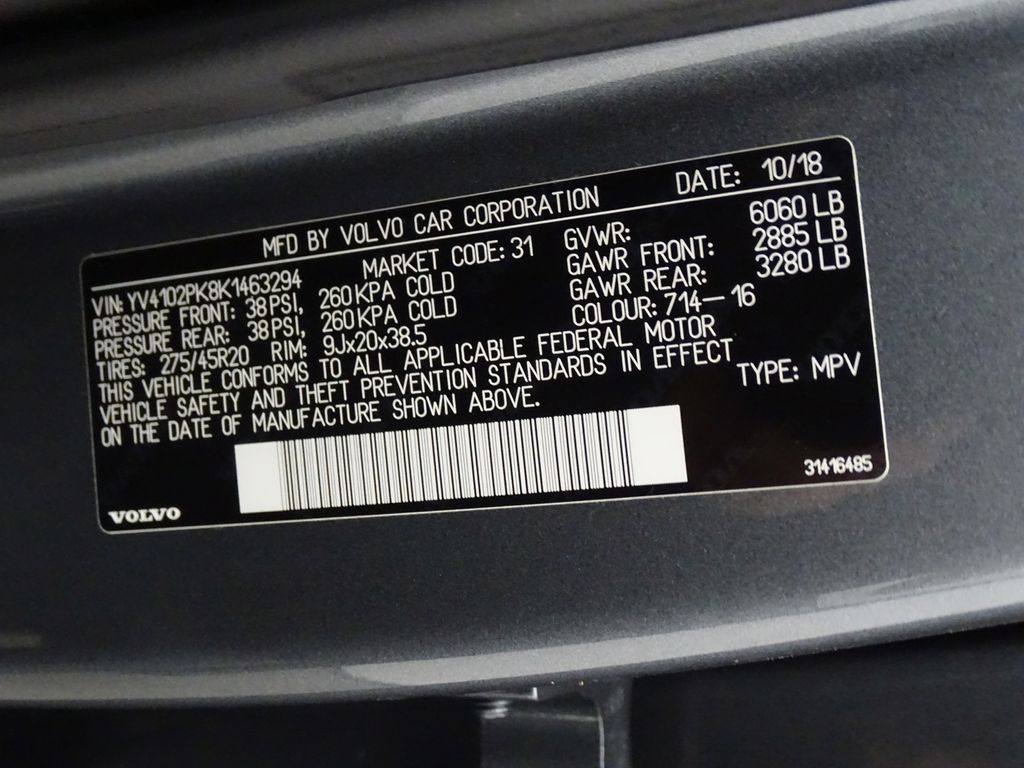 MFD BY VOLVO CAR CORPORATION DATE: 10/18
VIN: YV4102PK8K1463294 MARKET CODE: 31 GVWR: 6060 LB
PRESSURE FRONT: 38 PSI, 260 KPA COLD GAWR FRONT: 2885 LB
PRESSURE REAR: 38 PSI, 260 KPA COLD GAWR REAR: 3280 LB
TIRES: 275/45R20 RIM: 9Jx20x38.5 COLOUR: 714-16
THIS VEHICLE CONFORMS TO ALL APPLICABLE FEDERAL MOTOR
VEHICLE SAFETY AND THEFT PREVENTION STANDARDS IN EFFECT
ON THE DATE OF MANUFACTURE SHOWN ABOVE. TYPE: MPV
VOLVO 31416485